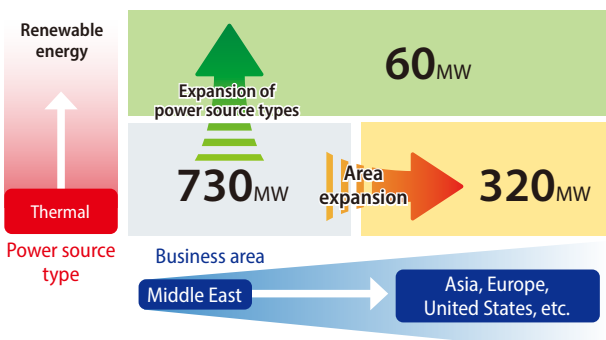 Renewable
energy
60MW
Expansion of
power source types
730MW
Area
expansion
320MW
Thermal
Power source
type
Business area
Middle East
Asia, Europe,
United States, etc.